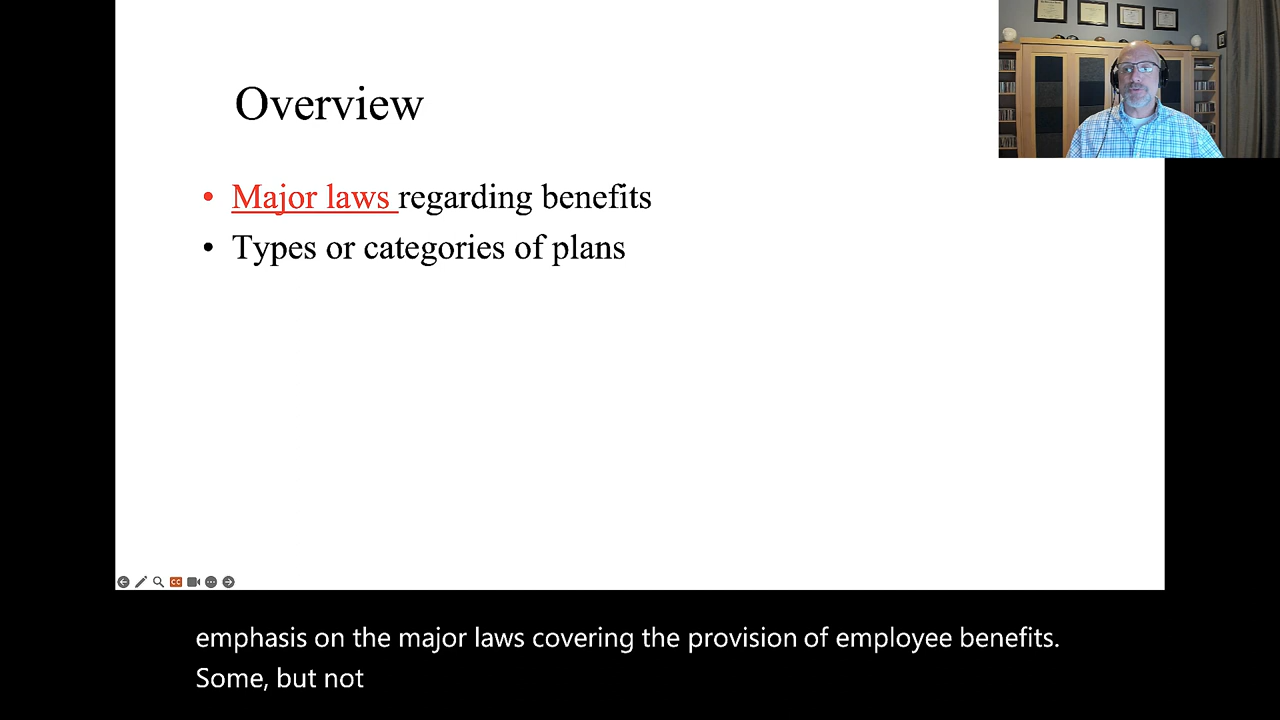 Overview
• Major laws regarding benefits
• Types or categories of plans
CC
emphasis on the major laws covering the provision of employee benefits.
Some, but not